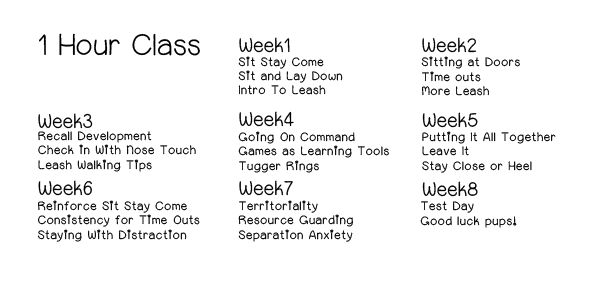 1 Hour Class
Week1
Sit Stay Come
Sit and Lay Down
Intro To Leash
Week2
Sitting at Doors
Time outs
More Leash
Week3
Recall Development
Check in With Nose Touch
Leash Walking Tips
Week4
Going On Command
Games as Learning Tools
Tugger Rings
Week5
Putting It All Together
Leave It
Stay Close or Heel
Week6
Reinforce Sit Stay Come
Consistency for Time Outs
Staying With Distraction
Week7
Territoriality
Resource Guarding
Separation Anxiety
Week8
Test Day
Good luck pups!